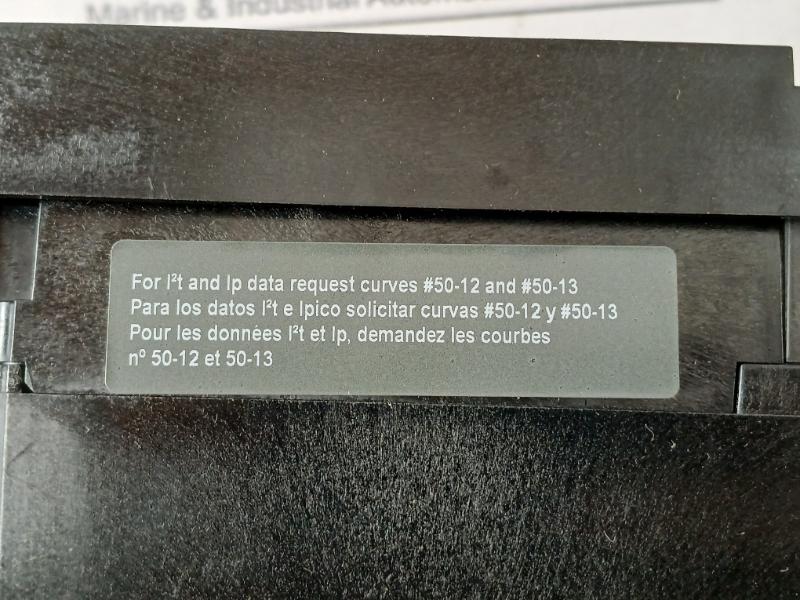 Marine & Industrial
For I²t and Ip data request curves #50-12 and #50-13
Para los datos I²t e Ipico solicitar curvas #50-12 y #50-13
Pour les données I²t et Ip, demandez les courbes
nº 50-12 et 50-13